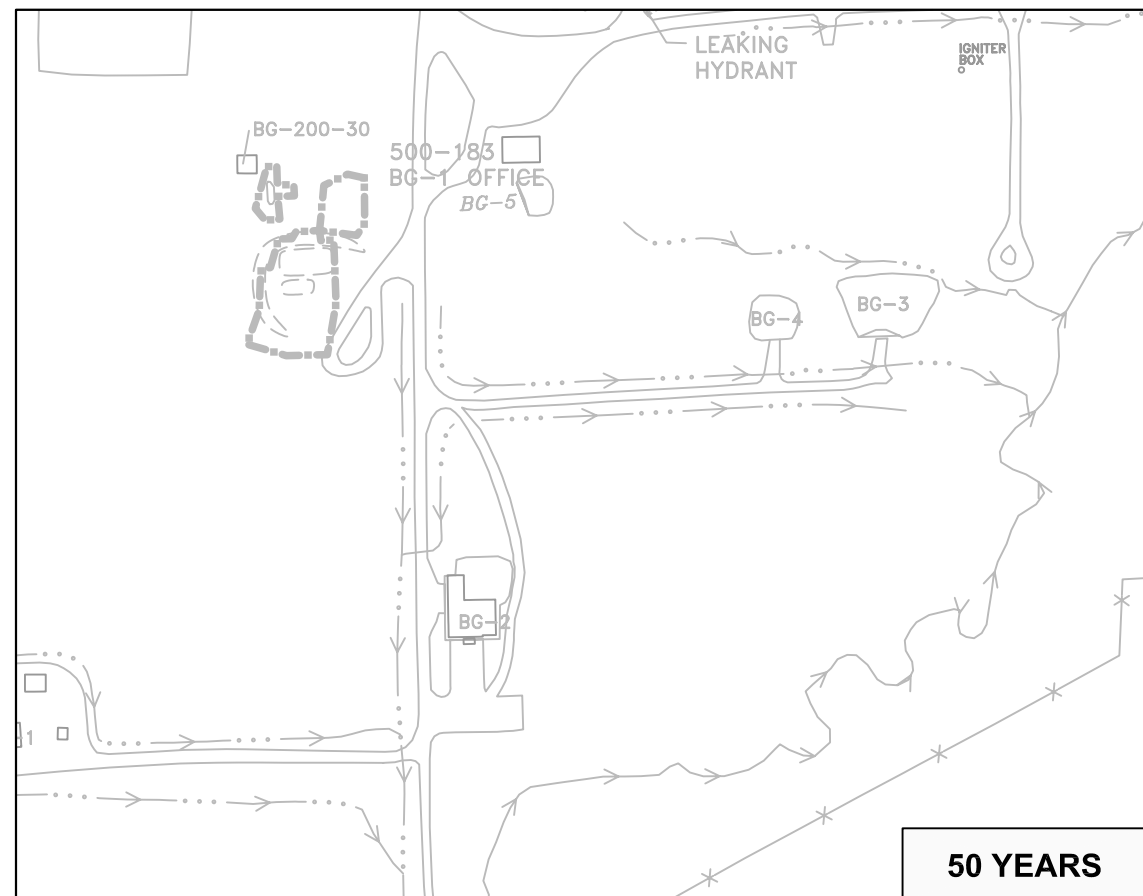 LEAKING
HYDRANT
IGNITER
BOX
BG-200-30
500-183
BG-1 OFFICE
BG-5
BG-4
BG-3
BG-2
-1
50 YEARS